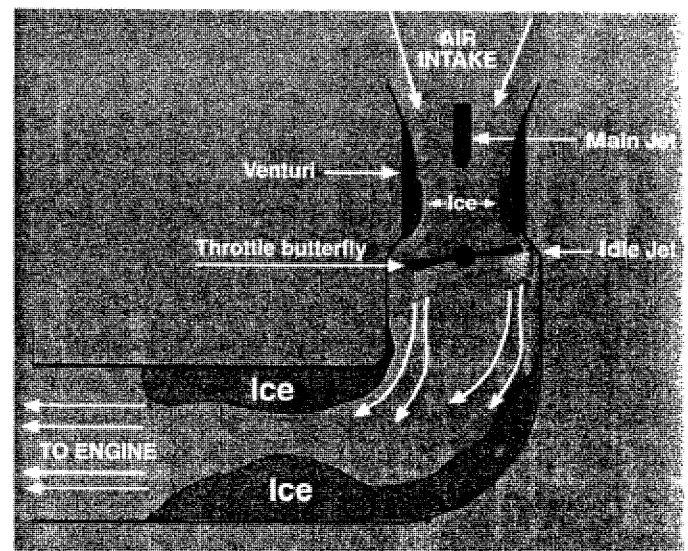 AIR
INTAKE
Main Jet
Venturi
Ice
Throttle butterfly
Idle Jet
Ice
TO ENGINE
Ice